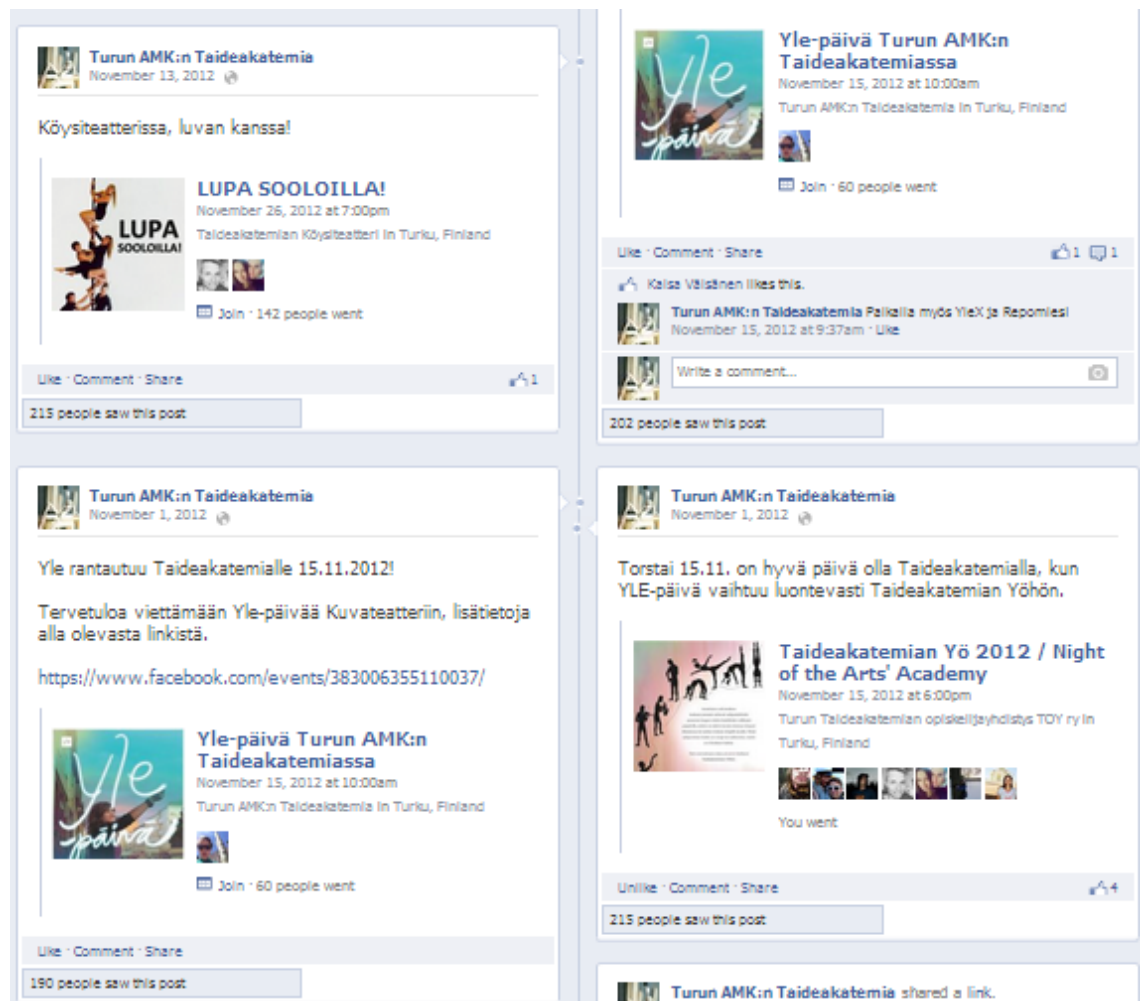 Turun AMK:n Taideakatemia
November 13, 2012
Köysiteatterissa, luvan kanssa!
LUPA
SOOLOILLA!
LUPA SOOLOILLA!
November 26, 2012 at 7:00pm
Taideakatemian Köysiteatteri in Turku, Finland
Join · 142 people went
Like · Comment · Share
1
215 people saw this post
Turun AMK:n Taideakatemia
November 1, 2012
Yle rantautuu Taideakatemialle 15.11.2012!
Tervetuloa viettämään Yle-päivää Kuvateatteriin, lisätietoja
alla olevasta linkistä.
https://www.facebook.com/events/383006355110037/
yle
-päivä
Yle-päivä Turun AMK:n
Taideakatemiassa
November 15, 2012 at 10:00am
Turun AMK:n Taideakatemia in Turku, Finland
Join · 60 people went
Like · Comment · Share
190 people saw this post
yle
-päivä
Yle-päivä Turun AMK:n
Taideakatemiassa
November 15, 2012 at 10:00am
Turun AMK:n Taideakatemia in Turku, Finland
Join · 60 people went
Like · Comment · Share
1 1
Kaisa Väisänen likes this.
Turun AMK:n Taideakatemia Paikalla myös YleX ja Repomies!
November 15, 2012 at 9:37am · Like
Write a comment...
202 people saw this post
Turun AMK:n Taideakatemia
November 1, 2012
Torstai 15.11. on hyvä päivä olla Taideakatemialla, kun
YLE-päivä vaihtuu luontevasti Taideakatemian Yöhön.
Taideakatemian Yö 2012 / Night
of the Arts' Academy
November 15, 2012 at 6:00pm
Turun Taideakatemian opiskelijayhdistys TOY ry in
Turku, Finland
You went
Unlike · Comment · Share
4
215 people saw this post
Turun AMK:n Taideakatemia shared a link.